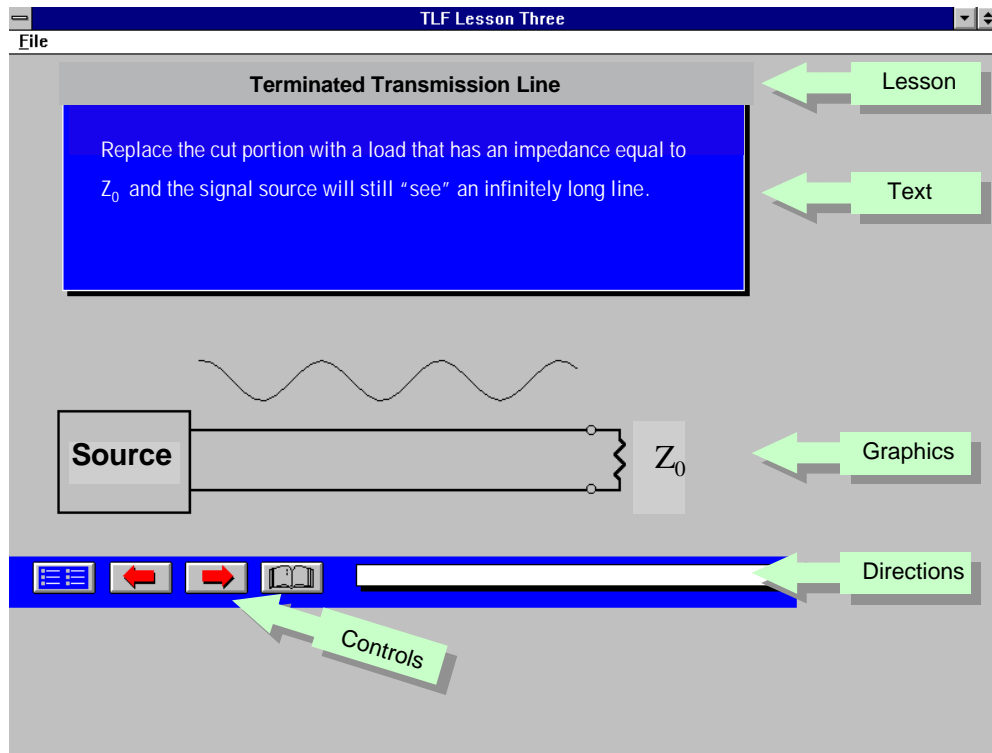 TLF Lesson Three
File
Terminated Transmission Line
Lesson
Replace the cut portion with a load that has an impedance equal to
Z₀ and the signal source will still “see” an infinitely long line.
Text
Source
Z₀
Graphics
Directions
Controls